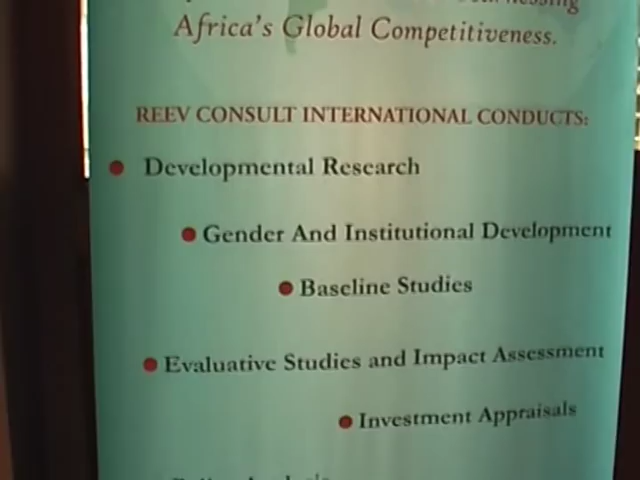 Africa's Global Competitiveness.
REEV CONSULT INTERNATIONAL CONDUCTS:
Developmental Research
Gender And Institutional Development
Baseline Studies
Evaluative Studies and Impact Assessment
Investment Appraisals